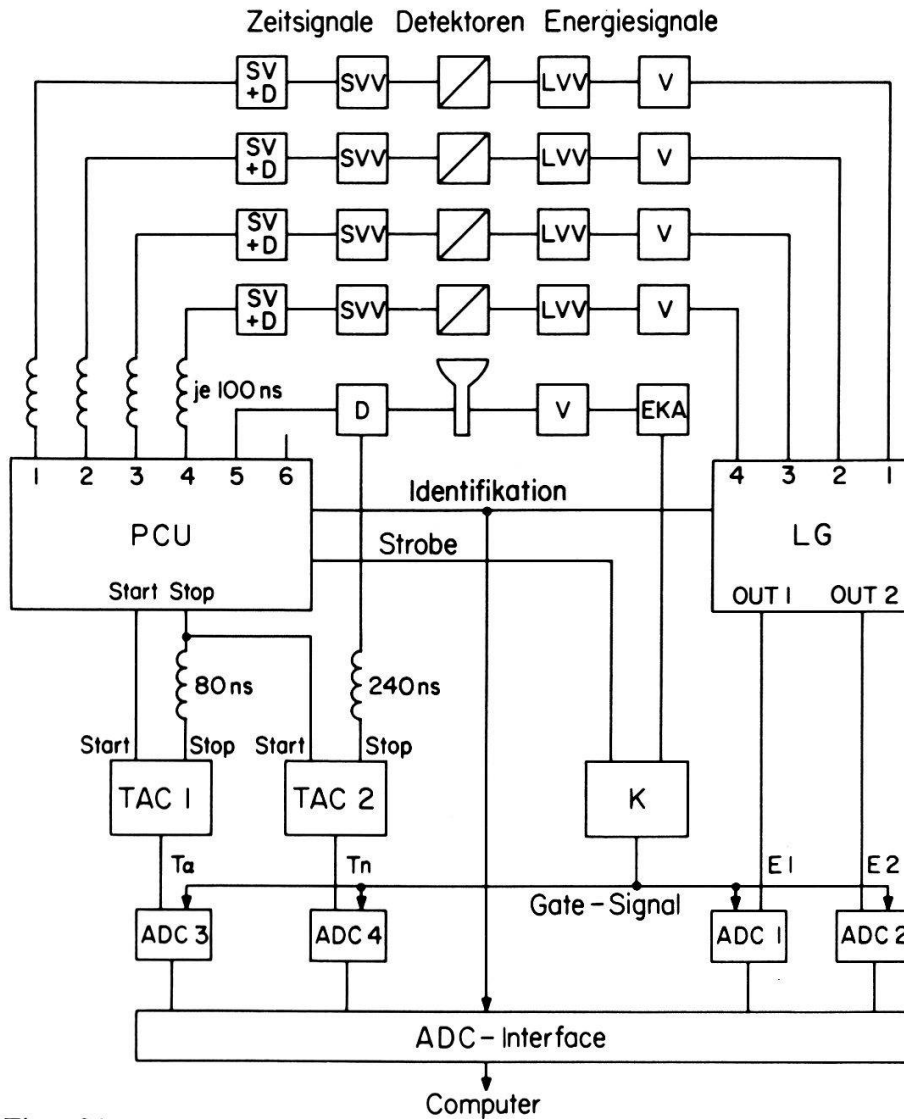 Zeitsignale Detektoren Energiesignale
SV +D SVV LVV V
SV +D SVV LVV V
SV +D SVV LVV V
SV +D SVV LVV V
je 100 ns
D V EKA
1 2 3 4 5 6
4 3 2 1
Identifikation
PCU
LG
Strobe
Start Stop
OUT 1 OUT 2
80 ns 240 ns
Start Stop Start Stop
TAC 1 TAC 2 K
Ta Tn E1 E2
Gate-Signal
ADC 3 ADC 4 ADC 1 ADC 2
ADC-Interface
Computer